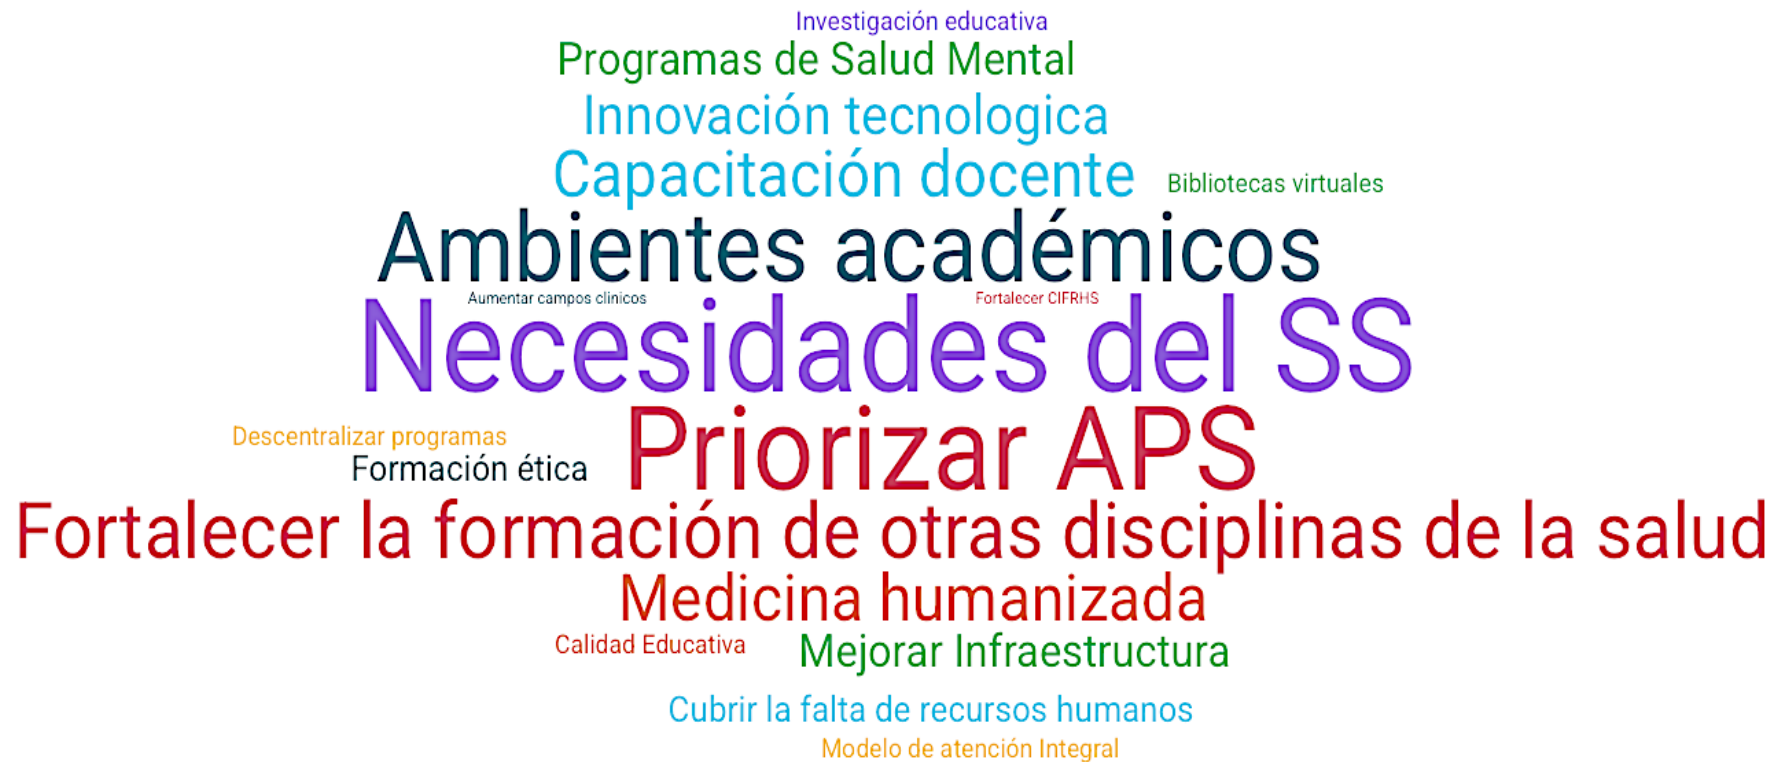 Investigación educativa
Programas de Salud Mental
Innovación tecnologica
Capacitación docente
Bibliotecas virtuales
Ambientes académicos
Aumentar campos clinicos
Fortalecer CIFRHS
Necesidades del SS
Priorizar APS
Descentralizar programas
Formación ética
Fortalecer la formación de otras disciplinas de la salud
Medicina humanizada
Calidad Educativa
Mejorar Infraestructura
Cubrir la falta de recursos humanos
Modelo de atención Integral